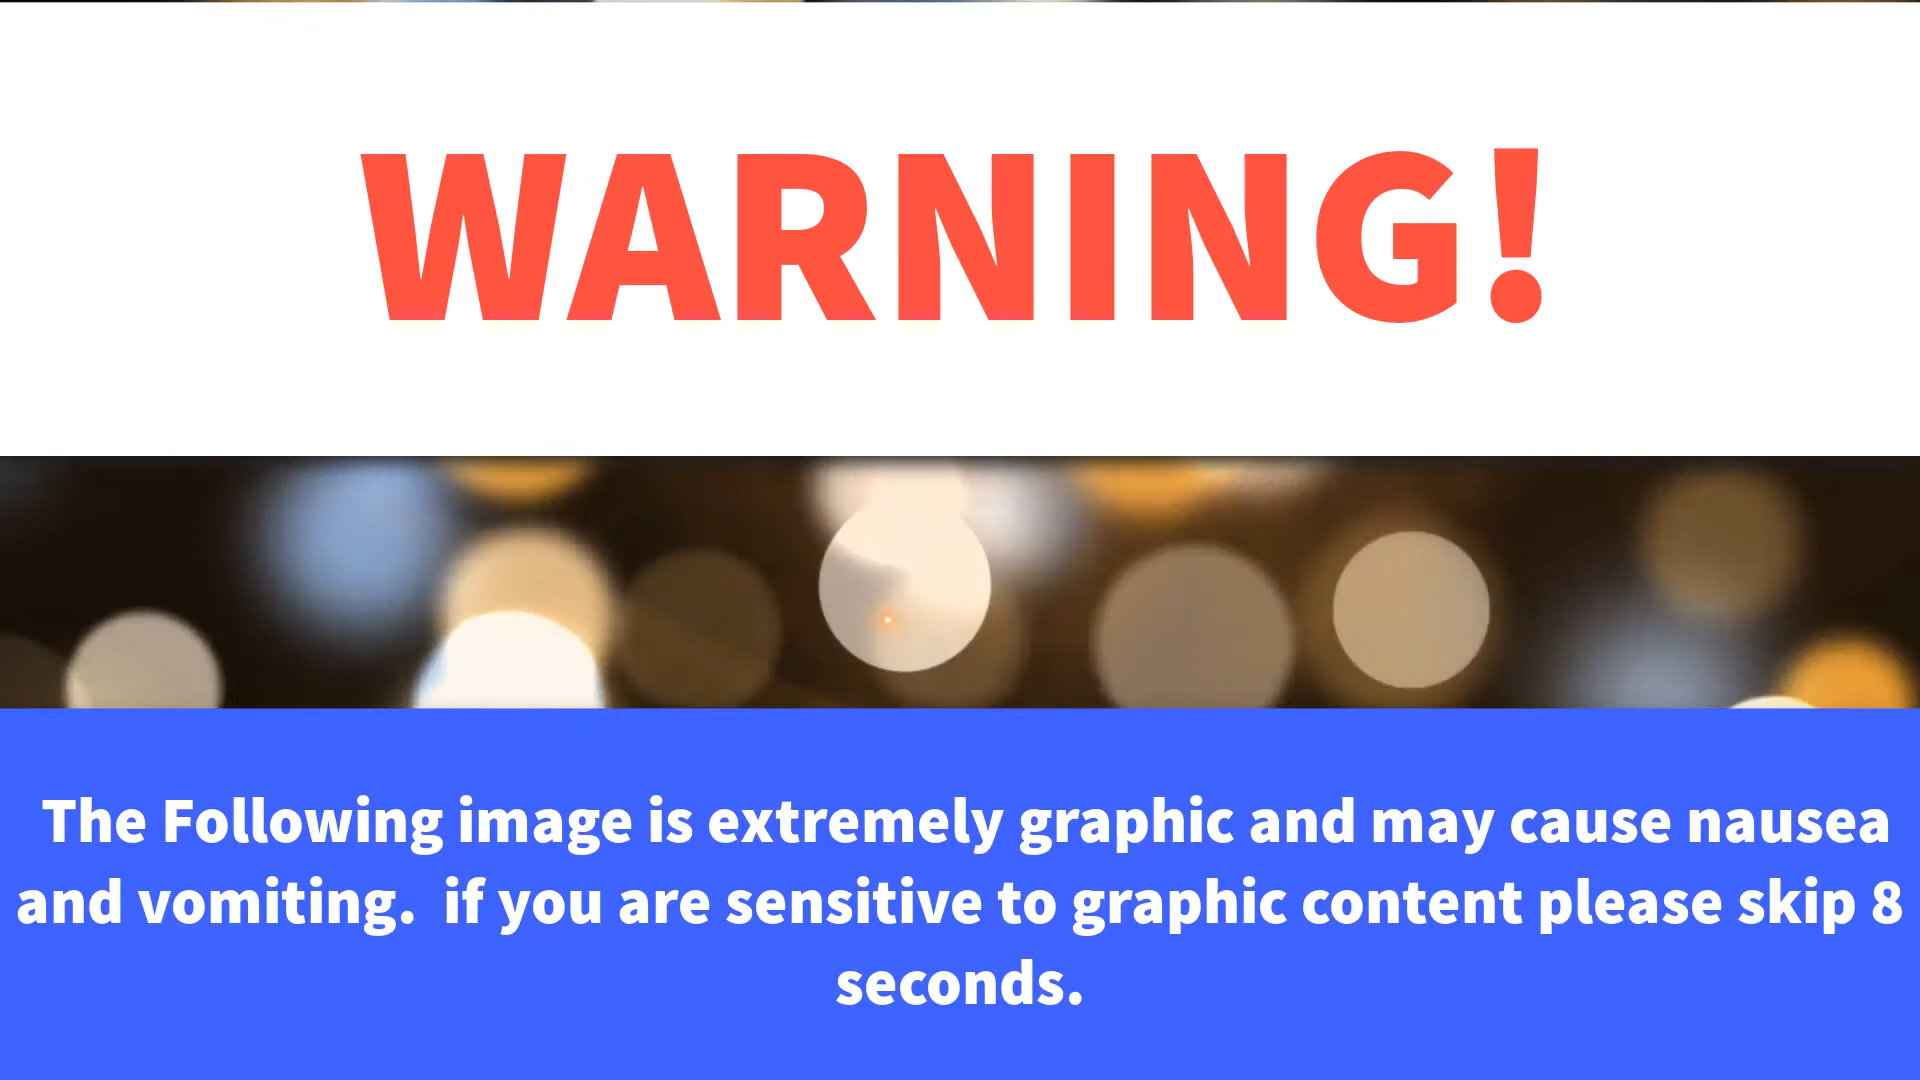 WARNING!
The Following image is extremely graphic and may cause nausea
and vomiting.  if you are sensitive to graphic content please skip 8
seconds.